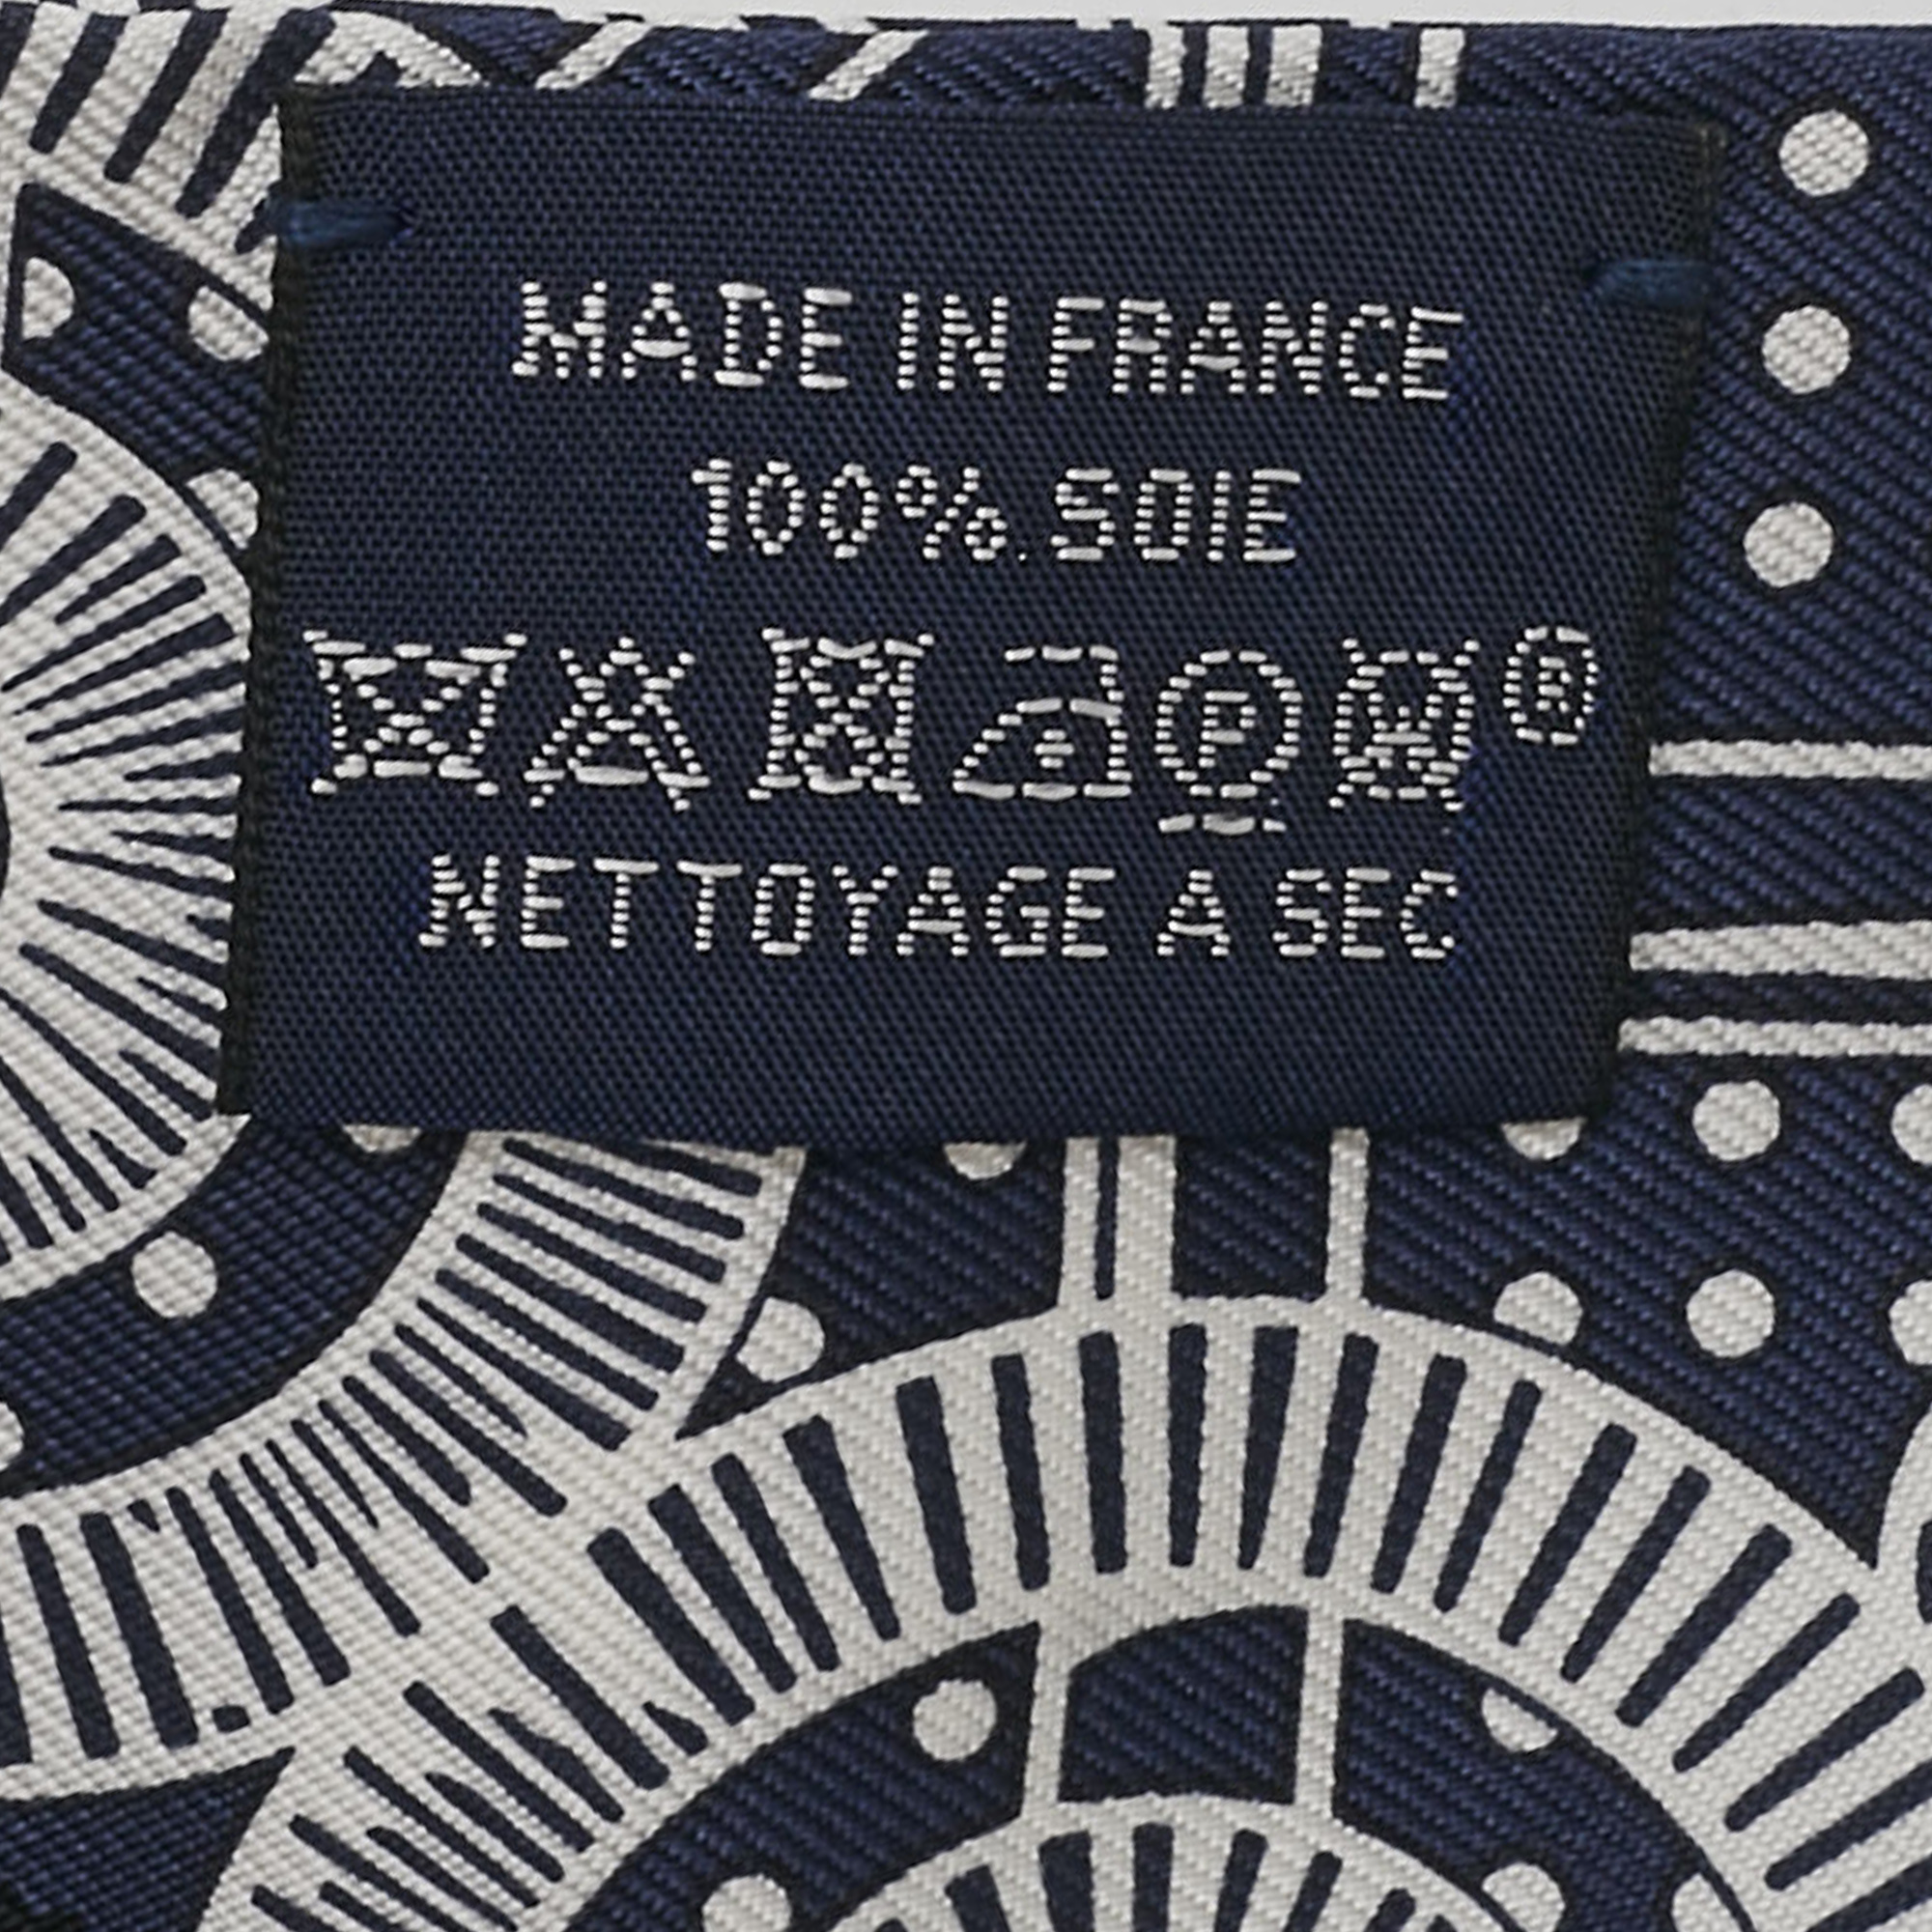 MADE IN FRANCE
100% SOIE
P W ®
NETTOYAGE A SEC